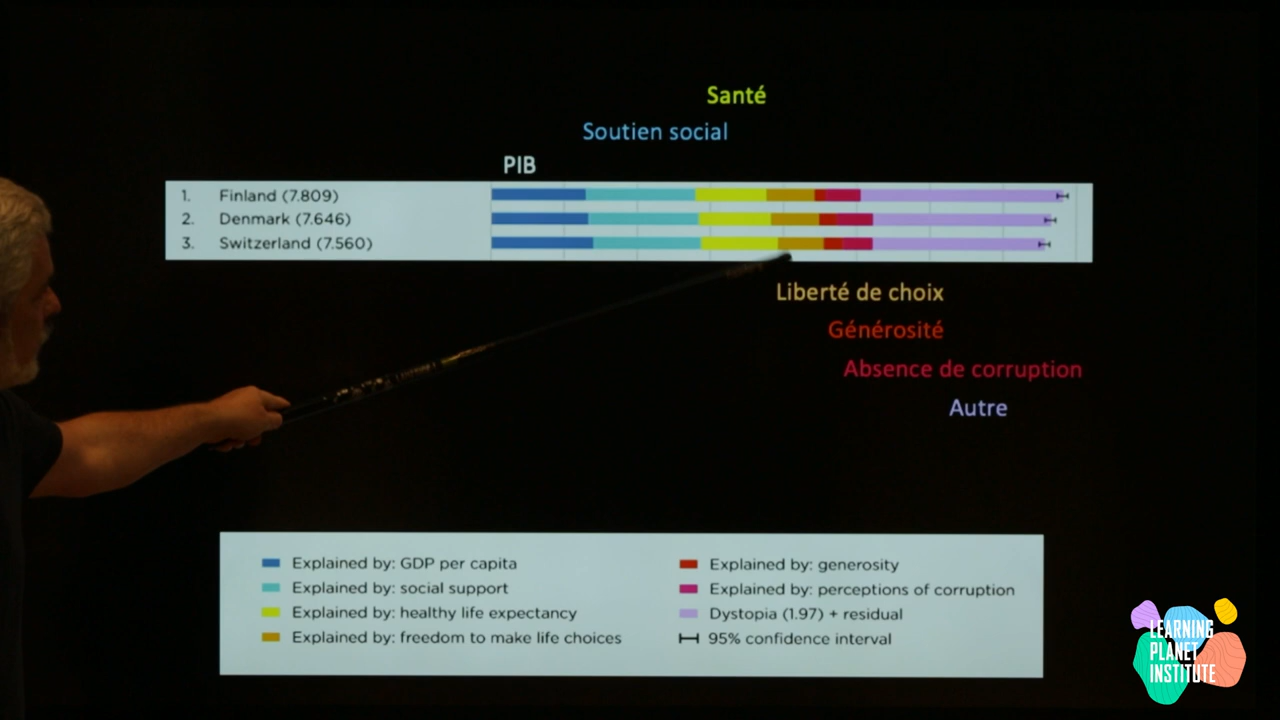 Santé
Soutien social
PIB
1. Finland (7.809)
2. Denmark (7.646)
3. Switzerland (7.560)
Liberté de choix
Générosité
Absence de corruption
Autre
Explained by: GDP per capita
Explained by: social support
Explained by: healthy life expectancy
Explained by: freedom to make life choices
Explained by: generosity
Explained by: perceptions of corruption
Dystopia (1.97) + residual
95% confidence interval
LEARNING
PLANET
INSTITUTE